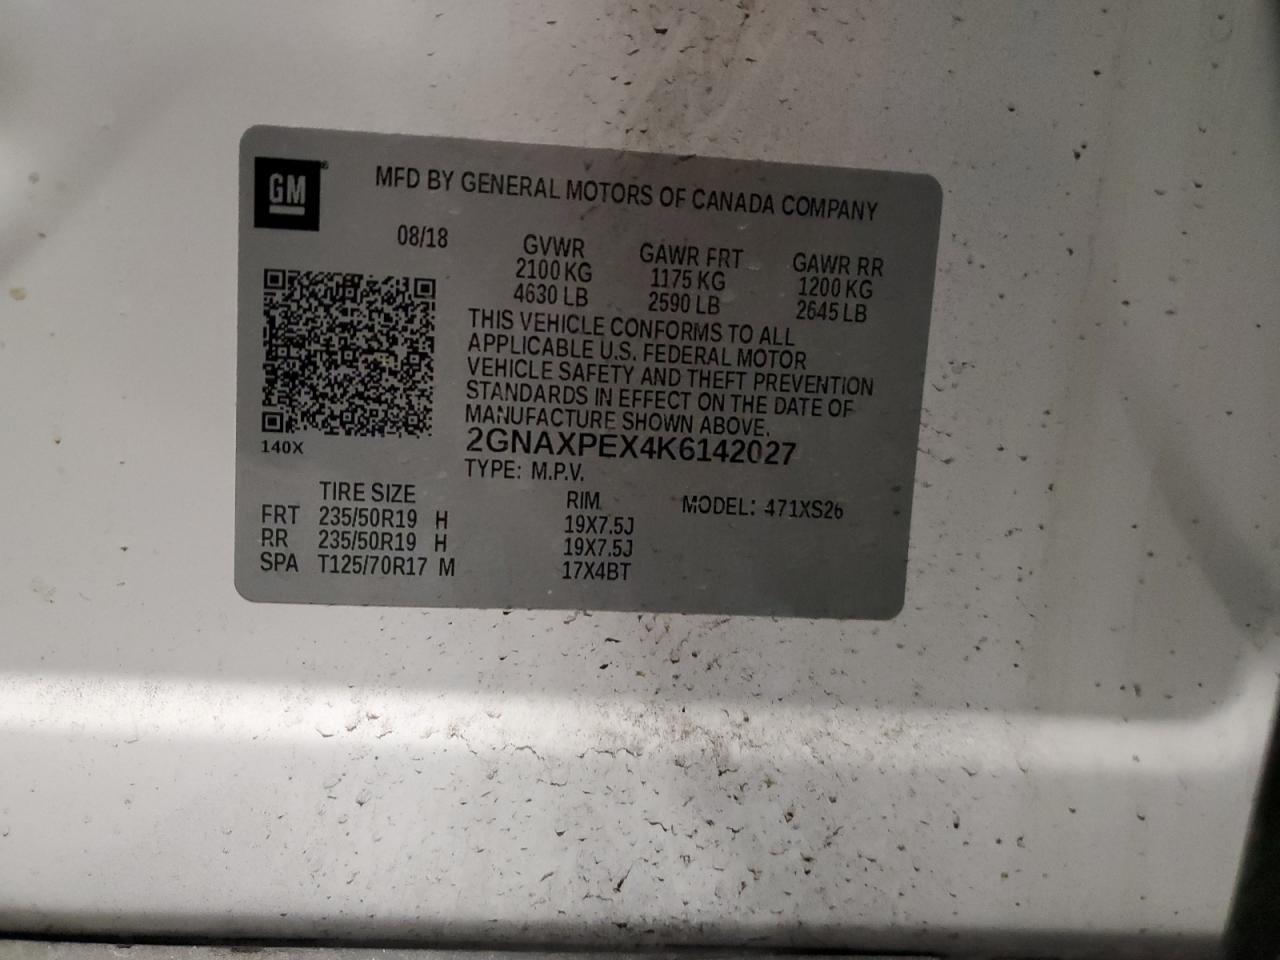 GM
MFD BY GENERAL MOTORS OF CANADA COMPANY
08/18 GVWR GAWR FRT GAWR RR
2100 KG 1175 KG 1200 KG
4630 LB 2590 LB 2645 LB
THIS VEHICLE CONFORMS TO ALL
APPLICABLE U.S. FEDERAL MOTOR
VEHICLE SAFETY AND THEFT PREVENTION
STANDARDS IN EFFECT ON THE DATE OF
MANUFACTURE SHOWN ABOVE.
140X
2GNAXPEX4K6142027
TYPE: M.P.V.
TIRE SIZE RIM MODEL: 471XS26
FRT 235/50R19 H 19X7.5J
RR 235/50R19 H 19X7.5J
SPA T125/70R17 M 17X4BT